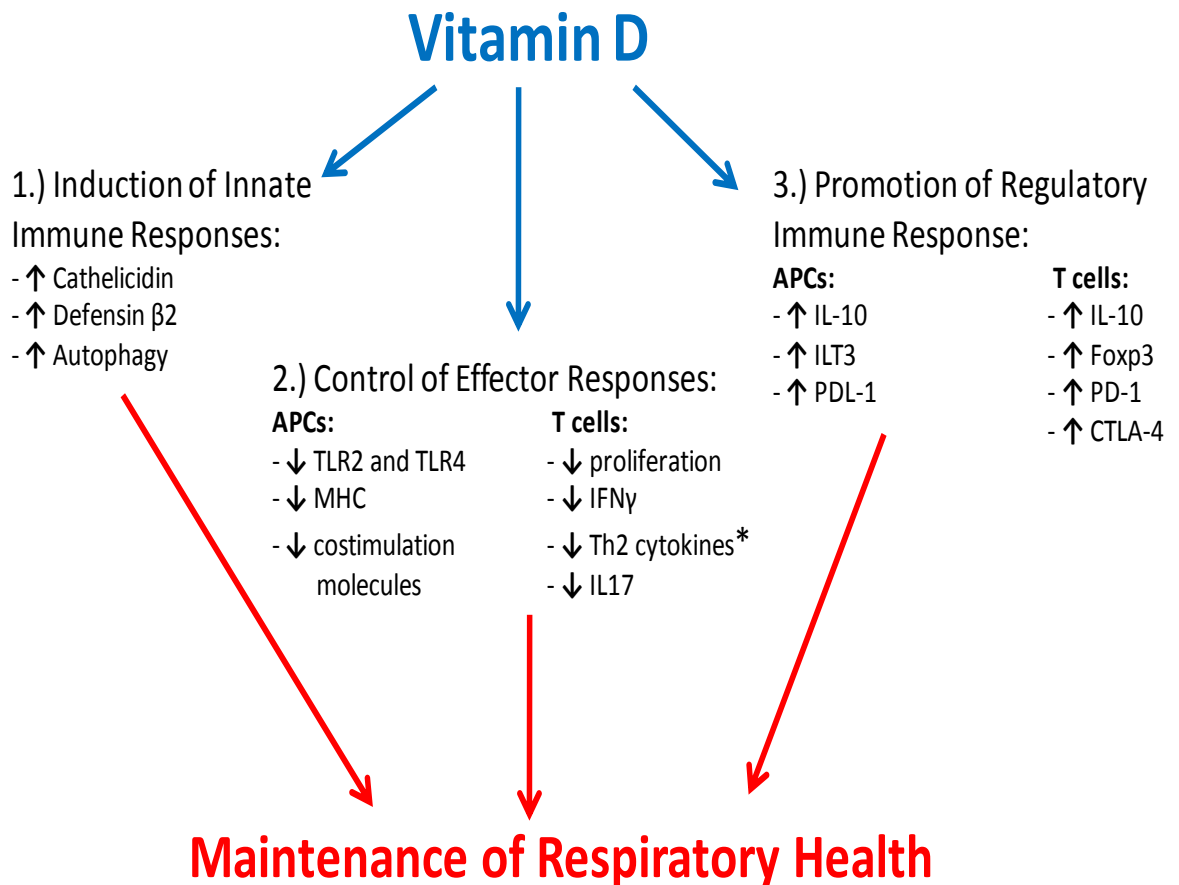 Vitamin D
1.) Induction of Innate
Immune Responses:
- ↑ Cathelicidin
- ↑ Defensin β2
- ↑ Autophagy
2.) Control of Effector Responses:
APCs:
- ↓ TLR2 and TLR4
- ↓ MHC
- ↓ costimulation
molecules
T cells:
- ↓ proliferation
- ↓ IFNγ
- ↓ Th2 cytokines*
- ↓ IL17
3.) Promotion of Regulatory
Immune Response:
APCs:
- ↑ IL-10
- ↑ ILT3
- ↑ PDL-1
T cells:
- ↑ IL-10
- ↑ Foxp3
- ↑ PD-1
- ↑ CTLA-4
Maintenance of Respiratory Health